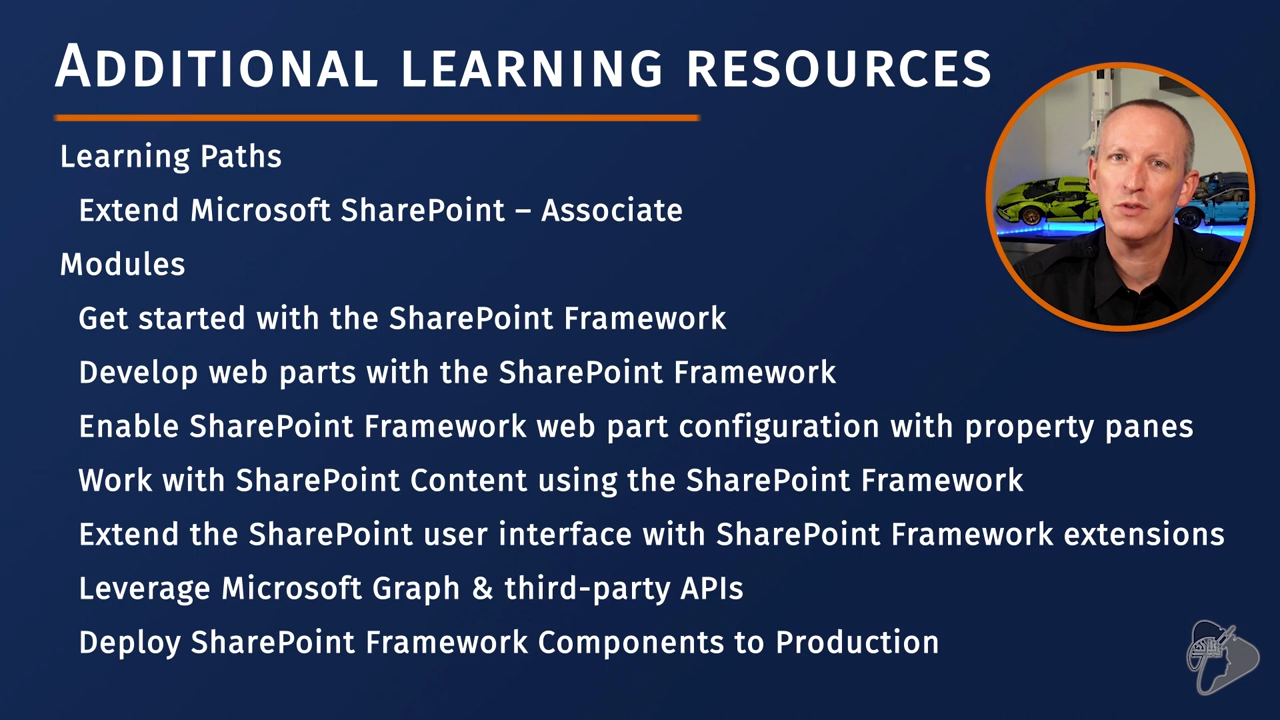 Additional learning resources
Learning Paths
Extend Microsoft SharePoint – Associate
Modules
Get started with the SharePoint Framework
Develop web parts with the SharePoint Framework
Enable SharePoint Framework web part configuration with property panes
Work with SharePoint Content using the SharePoint Framework
Extend the SharePoint user interface with SharePoint Framework extensions
Leverage Microsoft Graph & third-party APIs
Deploy SharePoint Framework Components to Production